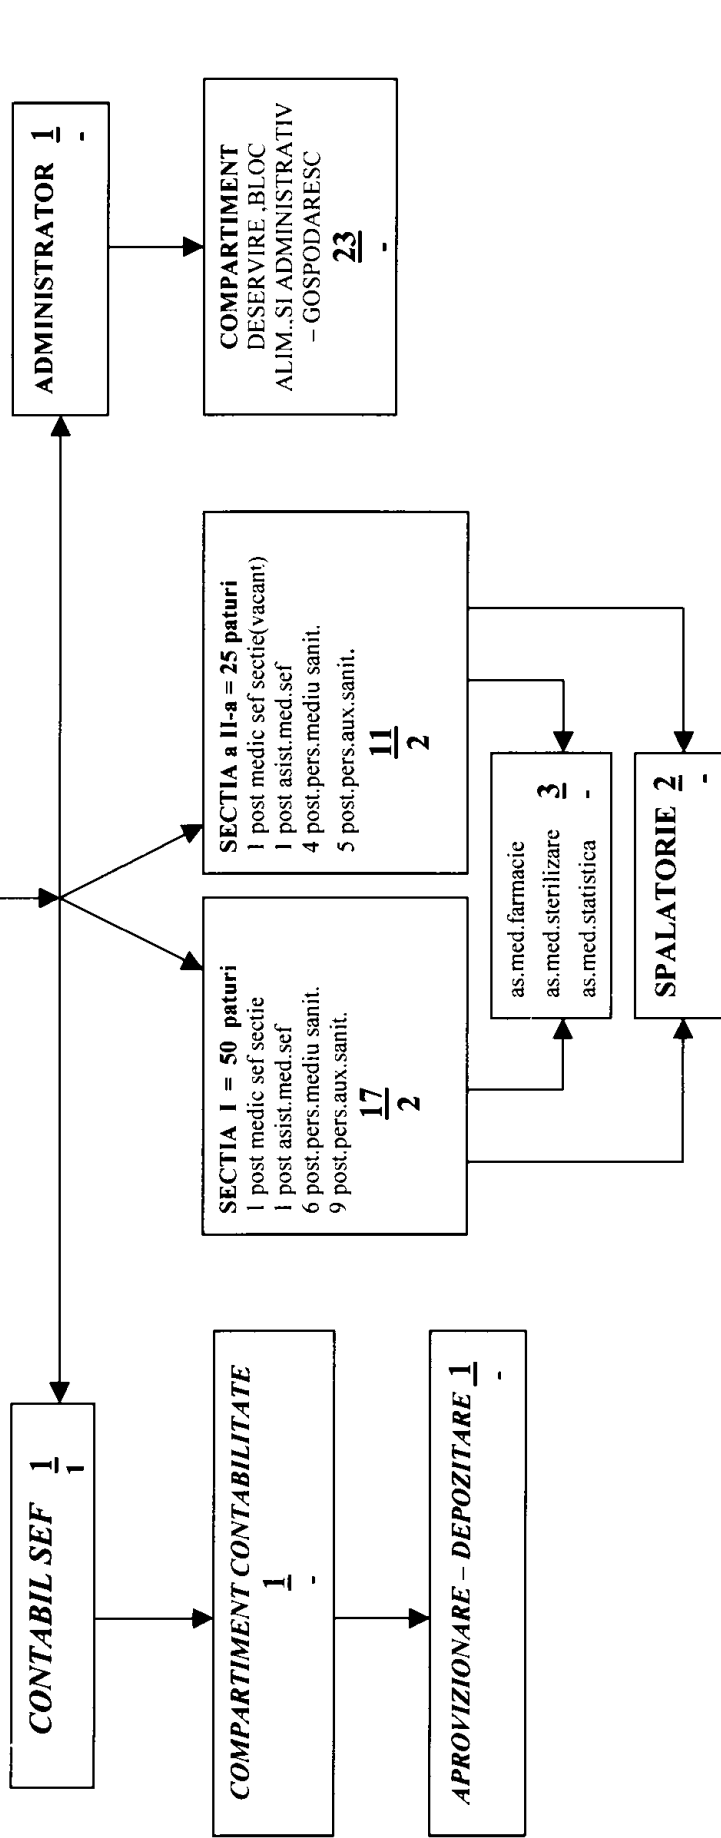 CONTABIL SEF 1
1
COMPARTIMENT CONTABILITATE
1
-
APROVIZIONARE – DEPOZITARE 1
-
SECTIA I = 50 paturi
1 post medic sef sectie
1 post asist.med.sef
6 post.pers.mediu sanit.
9 post.pers.aux.sanit.
17
2
SECTIA a II-a = 25 paturi
1 post medic sef sectie(vacant)
1 post asist.med.sef
4 post.pers.mediu sanit.
5 post.pers.aux.sanit.
11
2
as.med.farmacie
as.med.sterilizare 3
as.med.statistica -
SPALATORIE 2
-
ADMINISTRATOR 1
-
COMPARTIMENT
DESERVIRE ,BLOC
ALIM.,SI ADMINISTRATIV
– GOSPODARESC
23
-